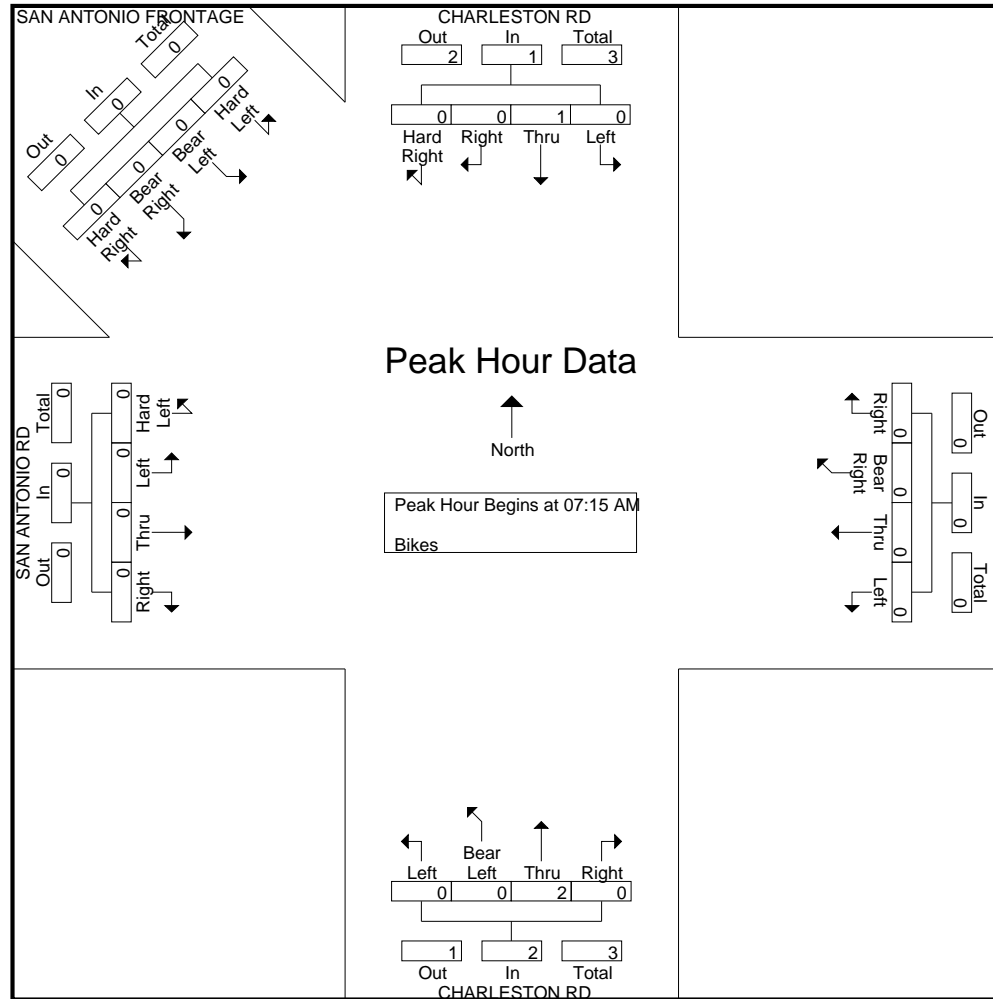 SAN ANTONIO FRONTAGE
Total
0
In
0
Out
0
0
0
0
0
Hard
Left
Bear
Left
Bear
Right
Hard
Right
CHARLESTON RD
Out
In
Total
2
1
3
0
0
1
0
Hard
Right
Right
Thru
Left
Peak Hour Data
North
Peak Hour Begins at 07:15 AM
Bikes
SAN ANTONIO RD
Total
0
In
0
Out
0
0
0
0
0
Hard
Left
Left
Thru
Right
Right
Bear
Right
Thru
Left
0
0
0
0
Out
0
In
0
Total
0
Left
Bear
Left
Thru
Right
0
0
2
0
1
2
3
Out
In
Total
CHARLESTON RD